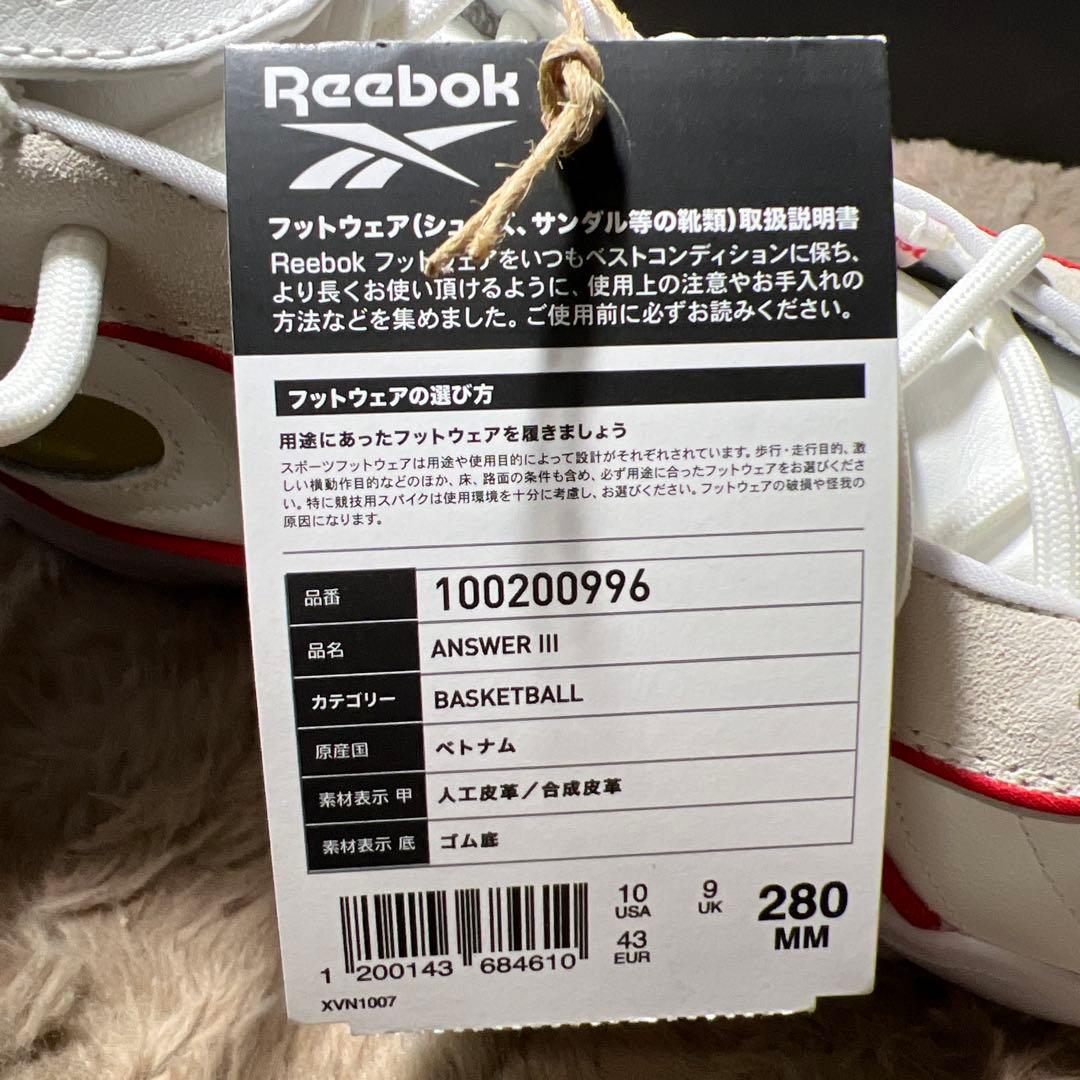 Reebok
フットウェア(シューズ、サンダル等の靴類)取扱説明書
Reebok フットウェアをいつもベストコンディションに保ち、
より長くお使い頂けるように、使用上の注意やお手入れの
方法などを集めました。ご使用前に必ずお読みください。
フットウェアの選び方
用途にあったフットウェアを履きましょう
スポーツフットウェアは用途や使用目的によって設計がそれぞれされています。歩行・走行目的、激
しい横動作目的などのほか、床、路面の条件も含め、必ず用途に合ったフットウェアをお選びくださ
い。特に競技用スパイクは使用環境を十分に考慮し、お選びください。フットウェアの破損や怪我の
原因になります。
品番 100200996
品名 ANSWER III
カテゴリー BASKETBALL
原産国 ベトナム
素材表示 甲 人工皮革／合成皮革
素材表示 底 ゴム底
10 USA 9 UK 280 MM
43 EUR
1 200143 684610
XVN1007